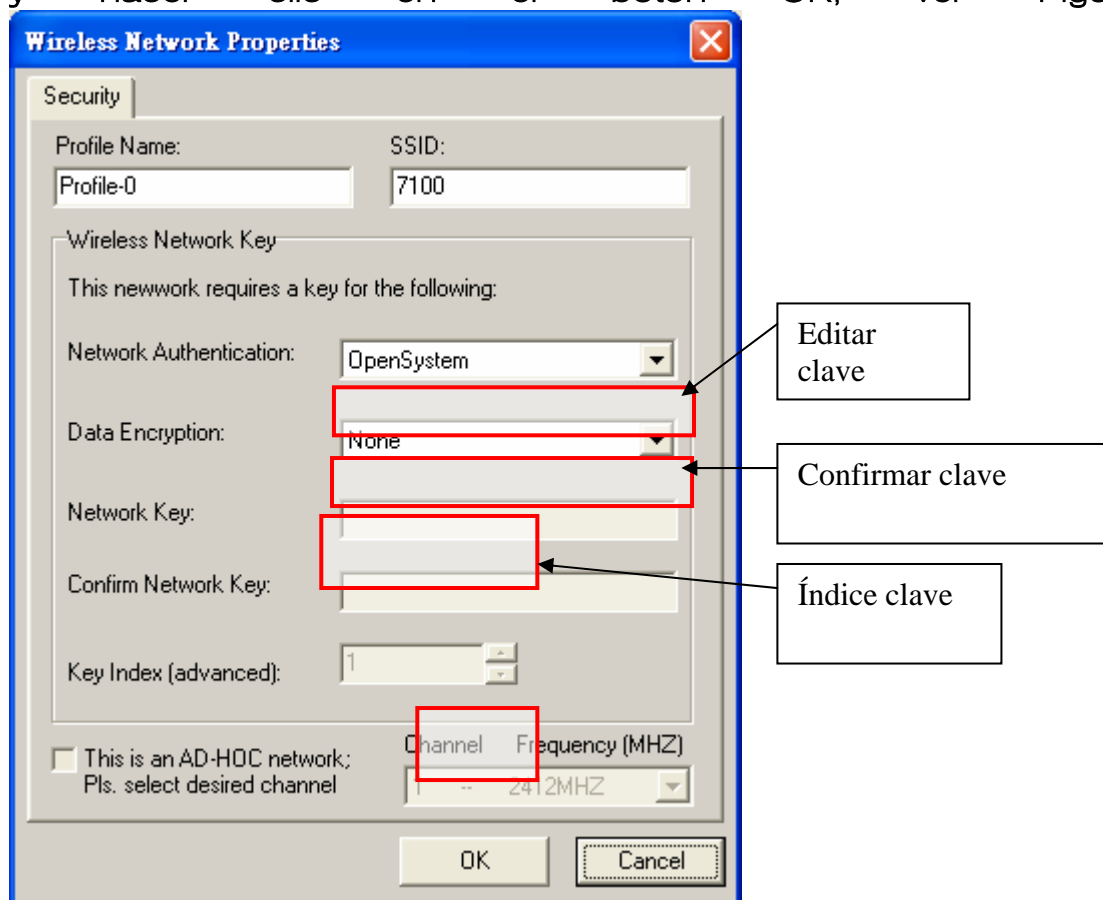 Wireless Network Properties
Security
Profile Name: SSID:
Profile-0 7100
Wireless Network Key
This newwork requires a key for the following:
Network Authentication: OpenSystem
Editar
clave
Data Encryption: None
Confirmar clave
Network Key:
Confirm Network Key:
Índice clave
Key Index (advanced): 1
Channel Frequency (MHZ)
This is an AD-HOC network;
Pls. select desired channel
1 -- 2412MHZ
OK Cancel